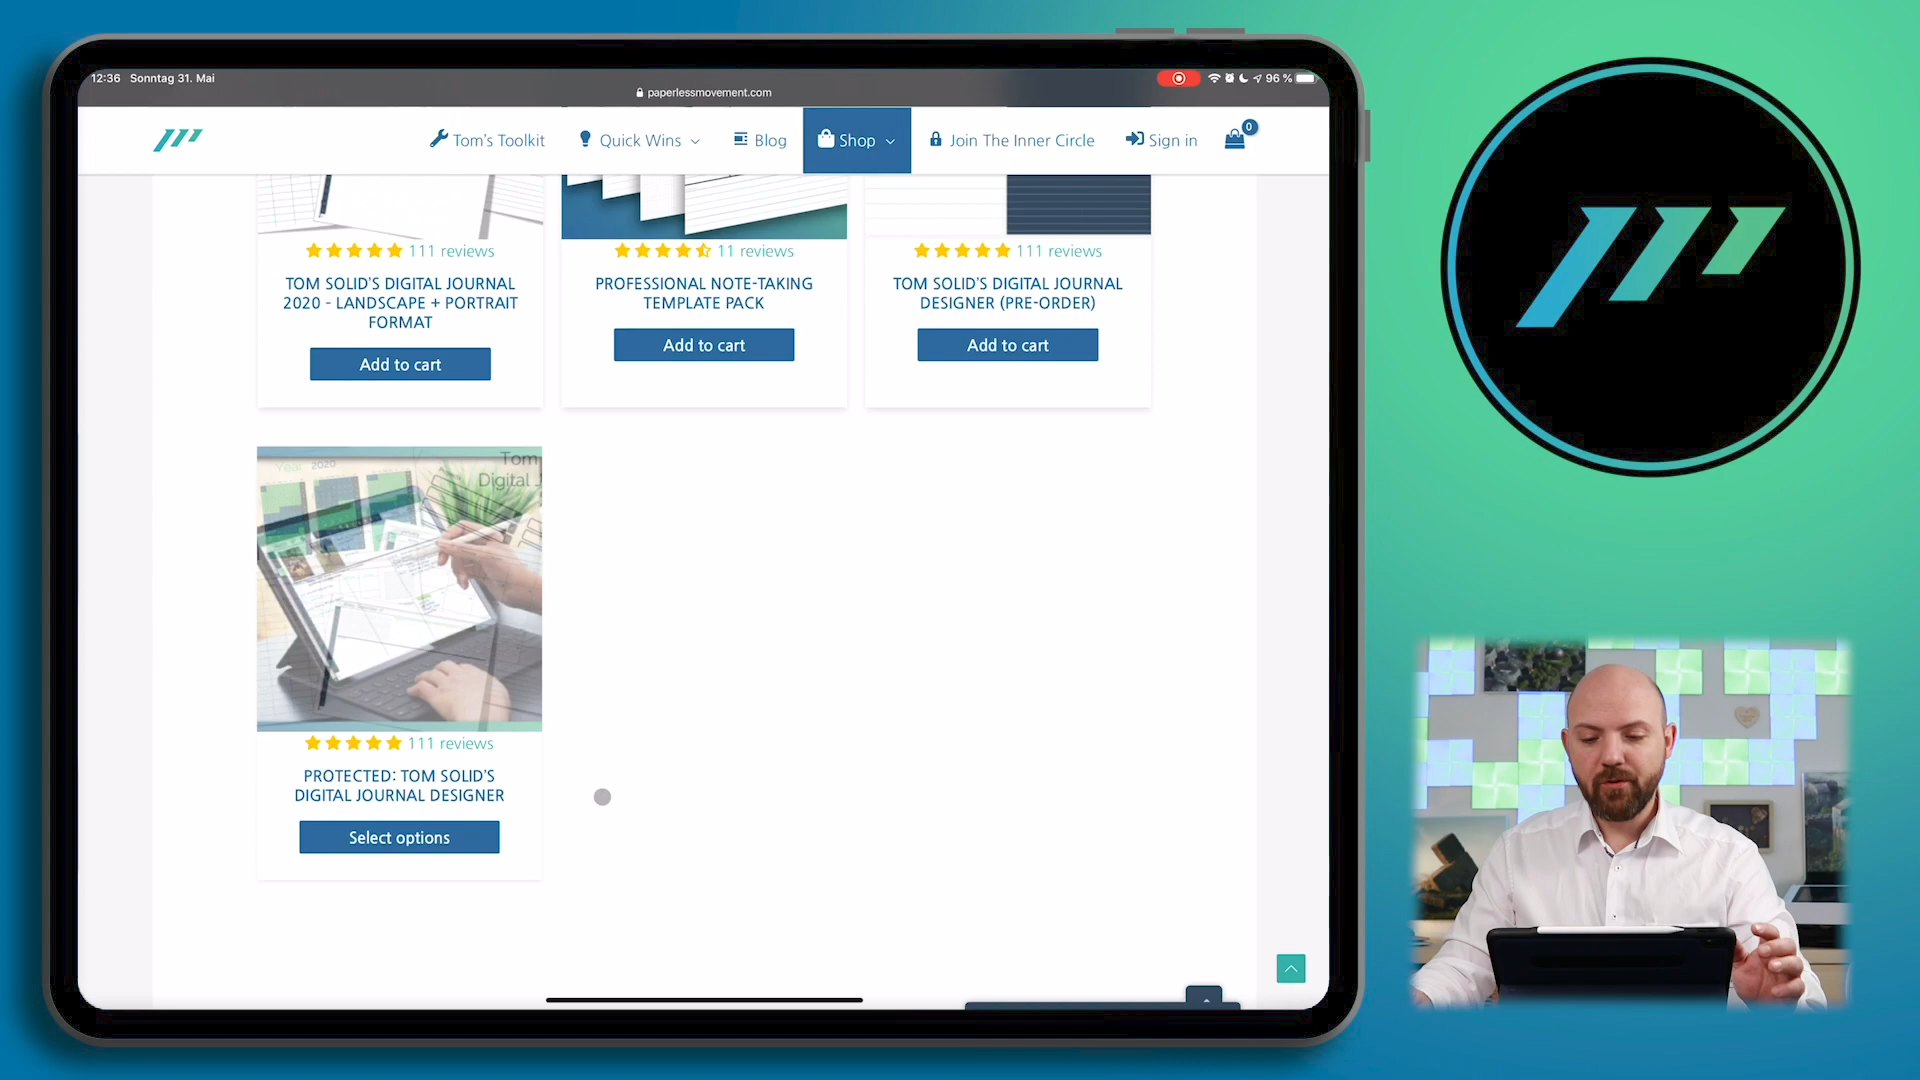 12:36 Sonntag 31. Mai
96 %
paperlessmovement.com
Tom's Toolkit
Quick Wins
Blog
Shop
Join The Inner Circle
Sign in
0
111 reviews
TOM SOLID'S DIGITAL JOURNAL
2020 - LANDSCAPE + PORTRAIT
FORMAT
Add to cart
11 reviews
PROFESSIONAL NOTE-TAKING
TEMPLATE PACK
Add to cart
111 reviews
TOM SOLID'S DIGITAL JOURNAL
DESIGNER (PRE-ORDER)
Add to cart
Year 2020
Tom
Digital J
111 reviews
PROTECTED: TOM SOLID'S
DIGITAL JOURNAL DESIGNER
Select options